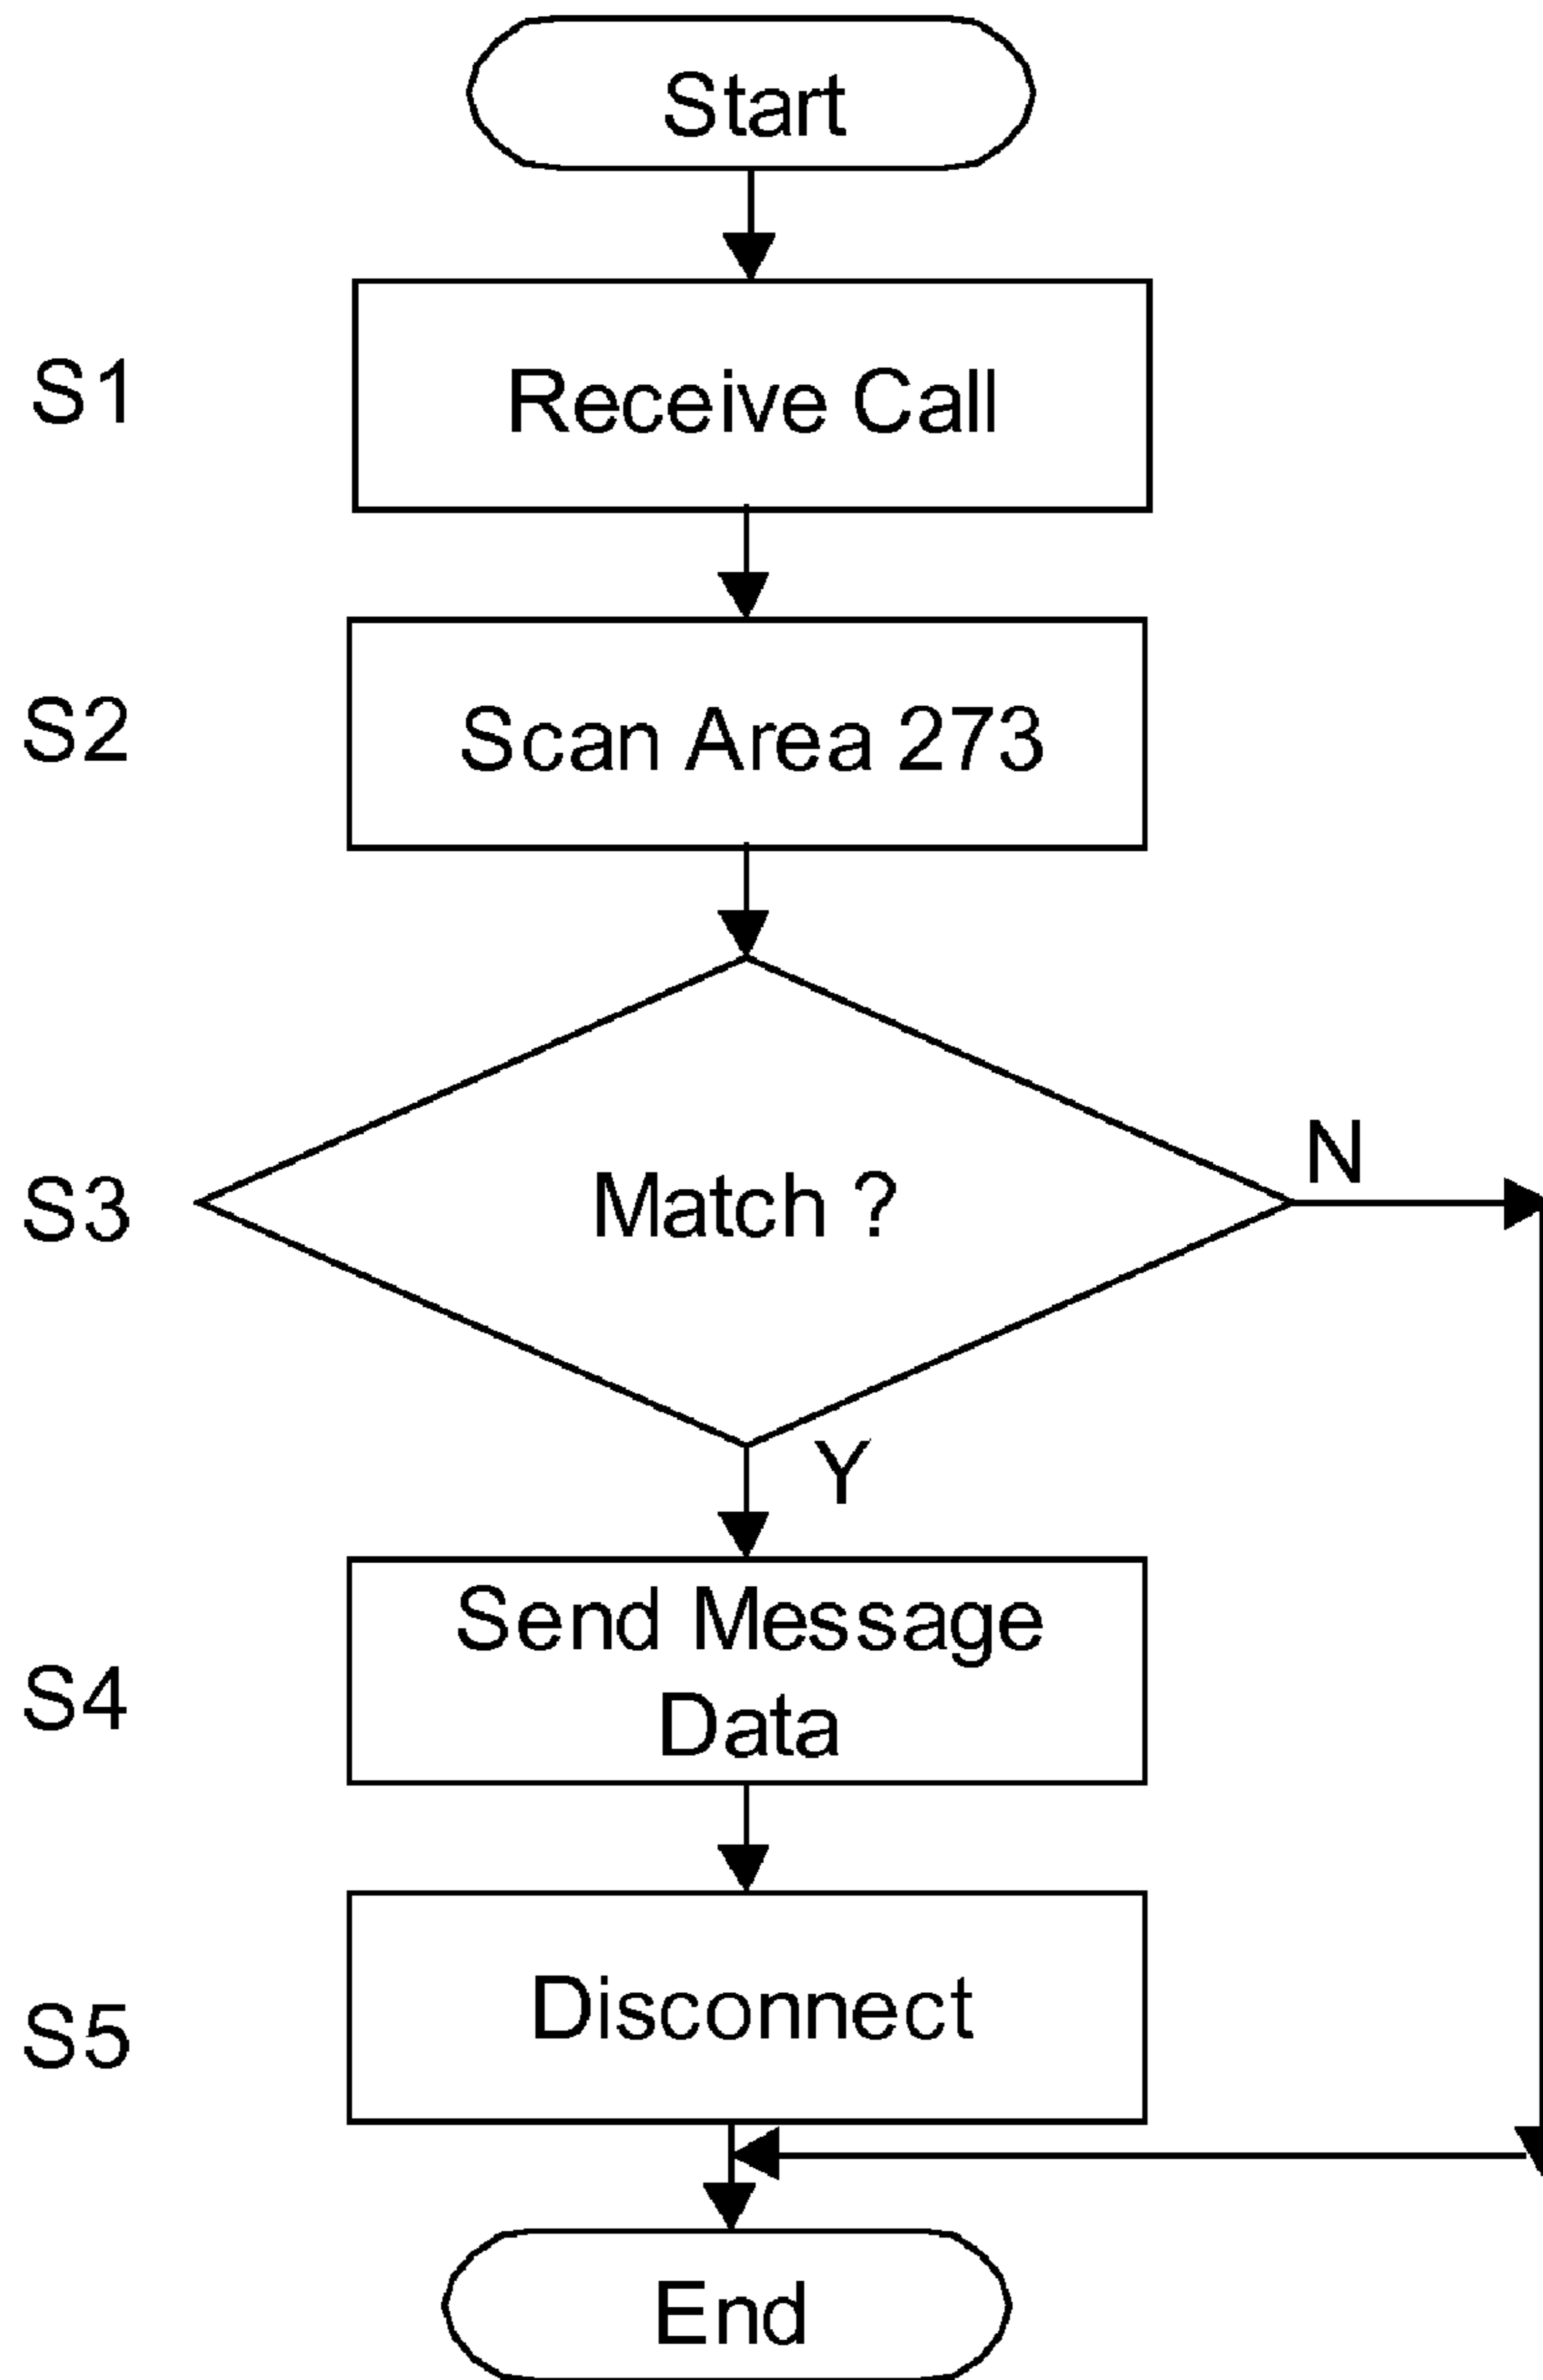 Start
S1
Receive Call
S2
Scan Area 273
S3
Match ?
N
Y
S4
Send Message
Data
S5
Disconnect
End